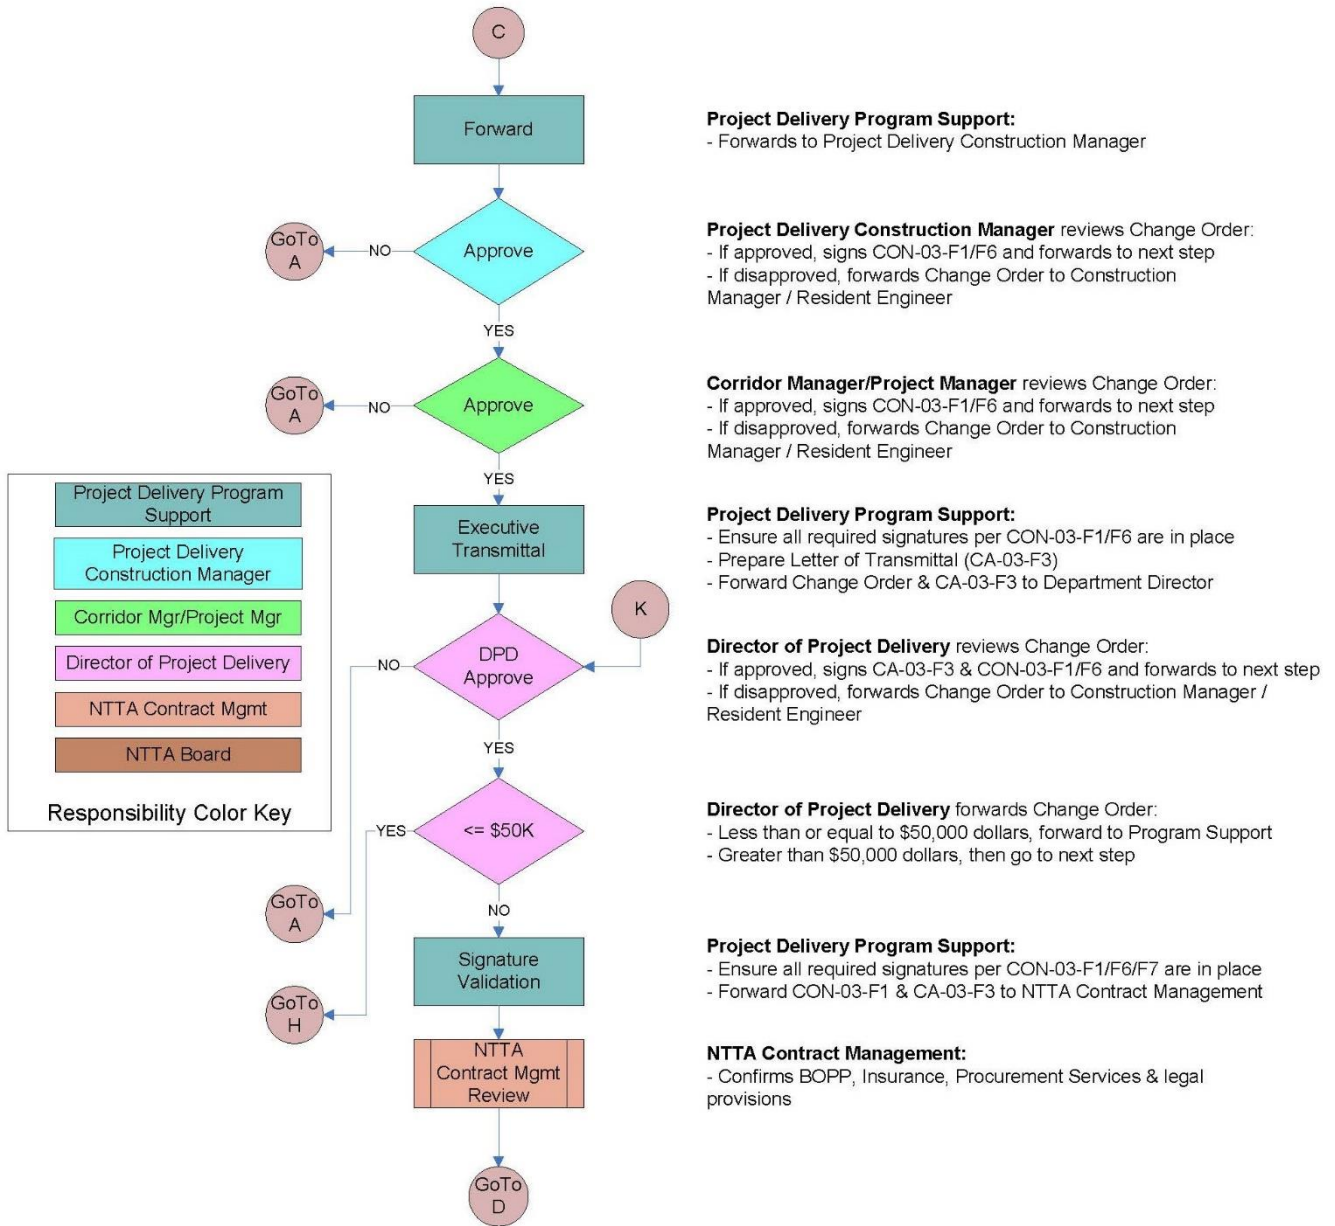 C
Forward
Project Delivery Program Support:
- Forwards to Project Delivery Construction Manager
GoTo
A
NO
Approve
Project Delivery Construction Manager reviews Change Order:
- If approved, signs CON-03-F1/F6 and forwards to next step
- If disapproved, forwards Change Order to Construction
Manager / Resident Engineer
YES
GoTo
A
NO
Approve
Corridor Manager/Project Manager reviews Change Order:
- If approved, signs CON-03-F1/F6 and forwards to next step
- If disapproved, forwards Change Order to Construction
Manager / Resident Engineer
YES
Project Delivery Program
Support
Project Delivery
Construction Manager
Corridor Mgr/Project Mgr
Director of Project Delivery
NTTA Contract Mgmt
NTTA Board
Responsibility Color Key
Executive
Transmittal
Project Delivery Program Support:
- Ensure all required signatures per CON-03-F1/F6 are in place
- Prepare Letter of Transmittal (CA-03-F3)
- Forward Change Order & CA-03-F3 to Department Director
K
NO
DPD
Approve
Director of Project Delivery reviews Change Order:
- If approved, signs CA-03-F3 & CON-03-F1/F6 and forwards to next step
- If disapproved, forwards Change Order to Construction Manager /
Resident Engineer
YES
YES
<= $50K
Director of Project Delivery forwards Change Order:
- Less than or equal to $50,000 dollars, forward to Program Support
- Greater than $50,000 dollars, then go to next step
GoTo
A
NO
Signature
Validation
Project Delivery Program Support:
- Ensure all required signatures per CON-03-F1/F6/F7 are in place
- Forward CON-03-F1 & CA-03-F3 to NTTA Contract Management
GoTo
H
NTTA
Contract Mgmt
Review
NTTA Contract Management:
- Confirms BOPP, Insurance, Procurement Services & legal
provisions
GoTo
D